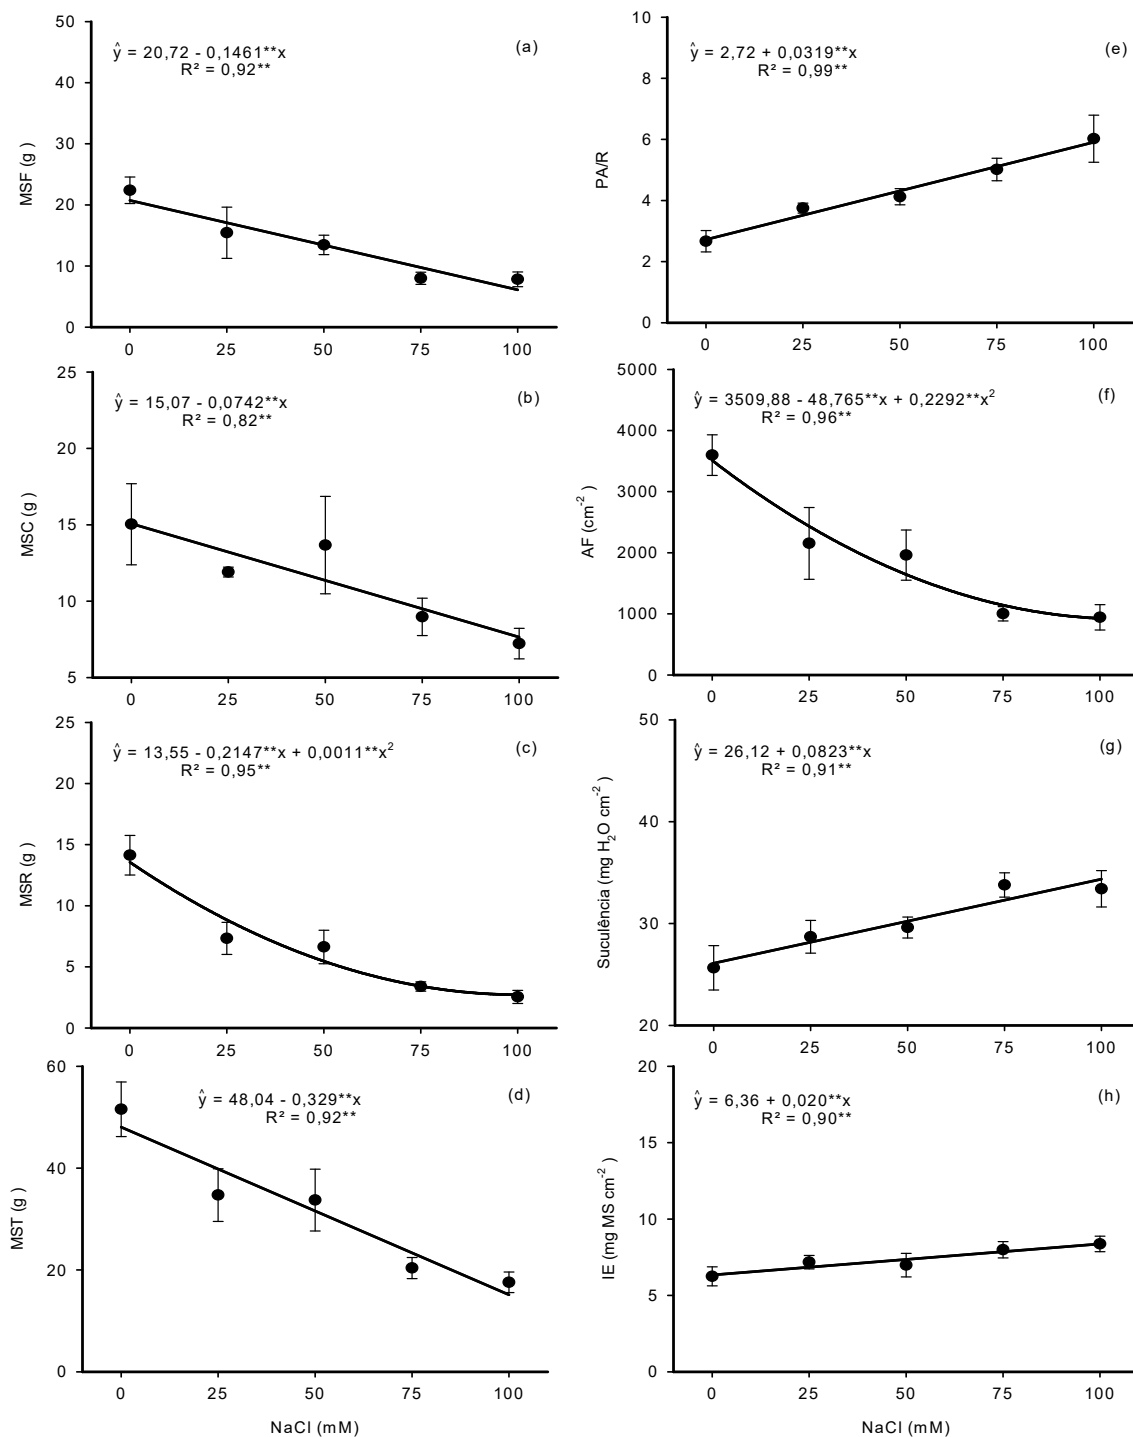 (a)
ŷ = 20,72 - 0,1461**x
R² = 0,92**
MSF (g)
50
40
30
20
10
0
0 25 50 75 100
(b)
ŷ = 15,07 - 0,0742**x
R² = 0,82**
MSC (g)
25
20
15
10
5
0 25 50 75 100
(c)
ŷ = 13,55 - 0,2147**x + 0,0011**x²
R² = 0,95**
MSR (g)
25
20
15
10
5
0
0 25 50 75 100
(d)
ŷ = 48,04 - 0,329**x
R² = 0,92**
MST (g)
60
40
20
0
0 25 50 75 100
NaCl (mM)
(e)
ŷ = 2,72 + 0,0319**x
R² = 0,99**
PA/R
10
8
6
4
2
0
0 25 50 75 100
(f)
ŷ = 3509,88 - 48,765**x + 0,2292**x²
R² = 0,96**
AF (cm⁻²)
5000
4000
3000
2000
1000
0
0 25 50 75 100
(g)
ŷ = 26,12 + 0,0823**x
R² = 0,91**
Suculência (mg H₂O cm⁻²)
50
40
30
20
0 25 50 75 100
(h)
ŷ = 6,36 + 0,020**x
R² = 0,90**
IE (mg MS cm⁻²)
20
15
10
5
0
0 25 50 75 100
NaCl (mM)